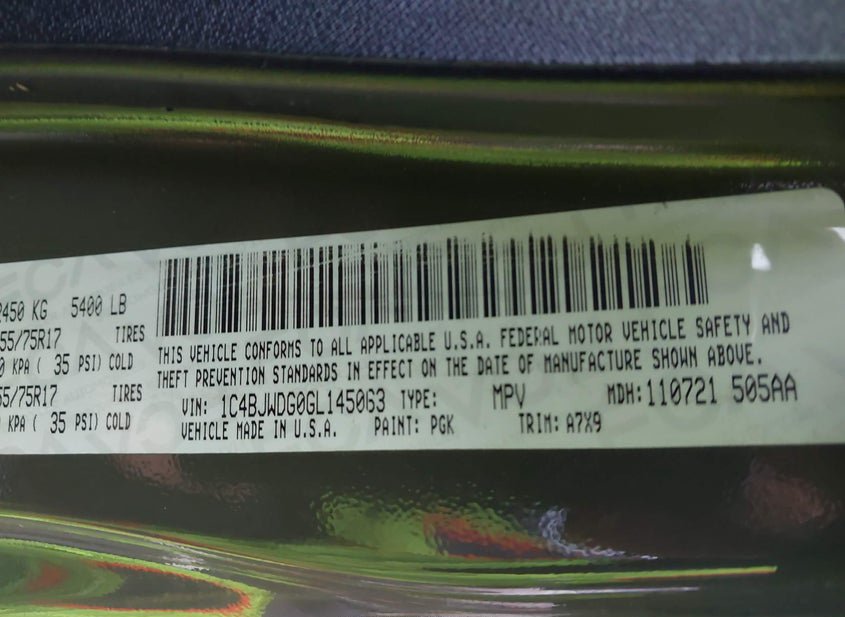 2450 KG 5400 LB
55/75R17 TIRES
0 KPA ( 35 PSI) COLD
55/75R17 TIRES
KPA ( 35 PSI) COLD
THIS VEHICLE CONFORMS TO ALL APPLICABLE U.S.A. FEDERAL MOTOR VEHICLE SAFETY AND
THEFT PREVENTION STANDARDS IN EFFECT ON THE DATE OF MANUFACTURE SHOWN ABOVE.
VIN: 1C4BJWDG0GL145063 TYPE: MPV MDH: 110721 505AA
VEHICLE MADE IN U.S.A. PAINT: PGK TRIM: A7X9